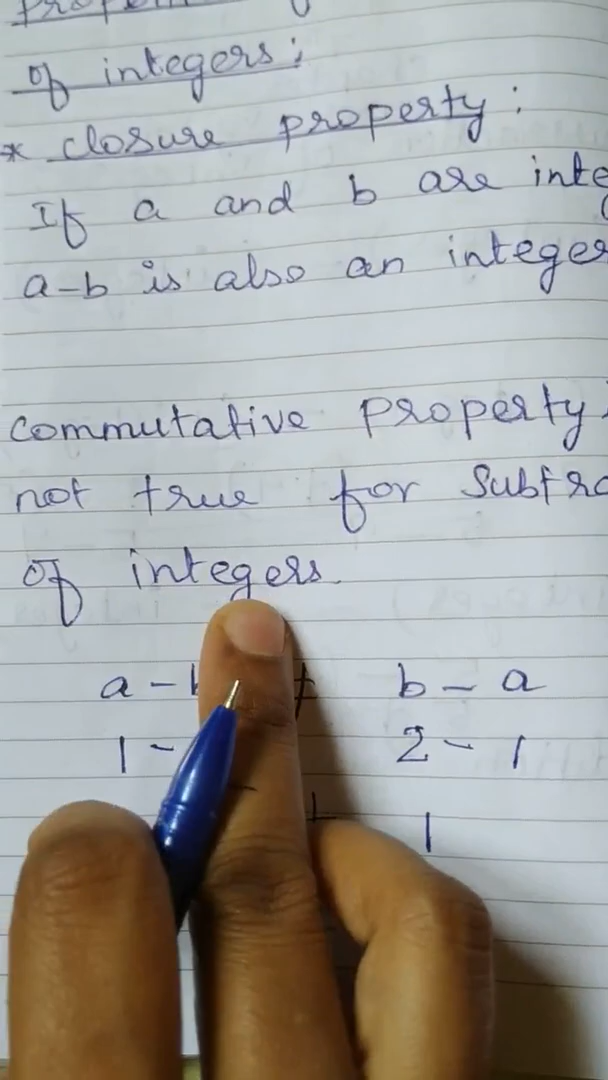 of integers:
* closure property:
If a and b are inte
a-b is also an integer
commutative property
not true for Subtra
of integers.
a - b ≠ b - a
1 - 2 - 1
1